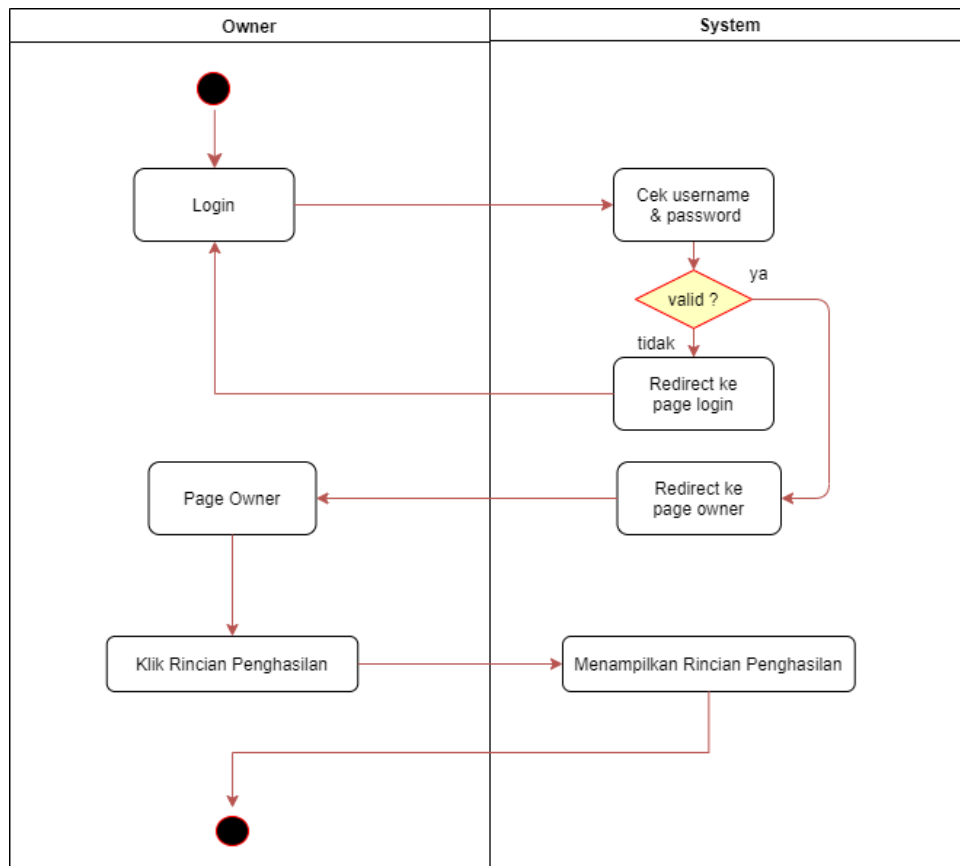 Owner
System
Login
Cek username
& password
valid ?
ya
tidak
Redirect ke
page login
Page Owner
Redirect ke
page owner
Klik Rincian Penghasilan
Menampilkan Rincian Penghasilan